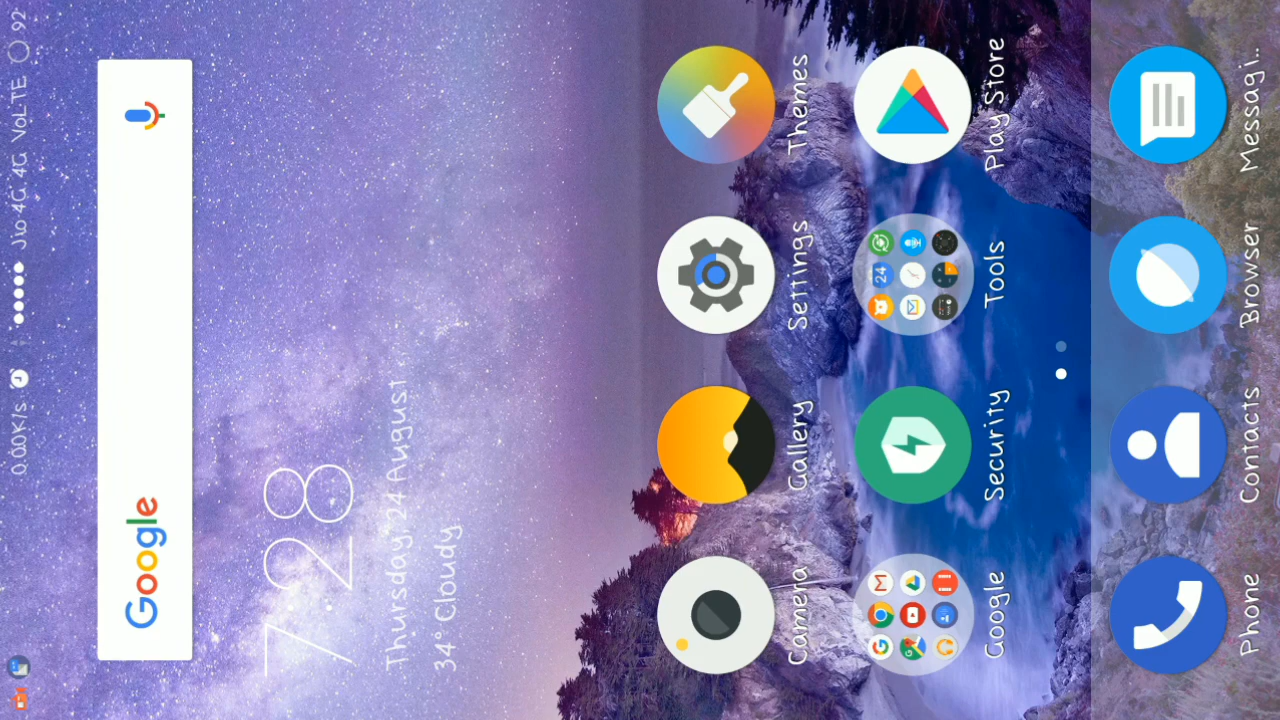 0.00K/s Jio 4G 4G VoLTE 92
Google
7 28
Thursday, 24 August
34° Cloudy
Camera Gallery Settings Themes
24
Google Security Tools Play Store
Phone Contacts Browser Messagi..